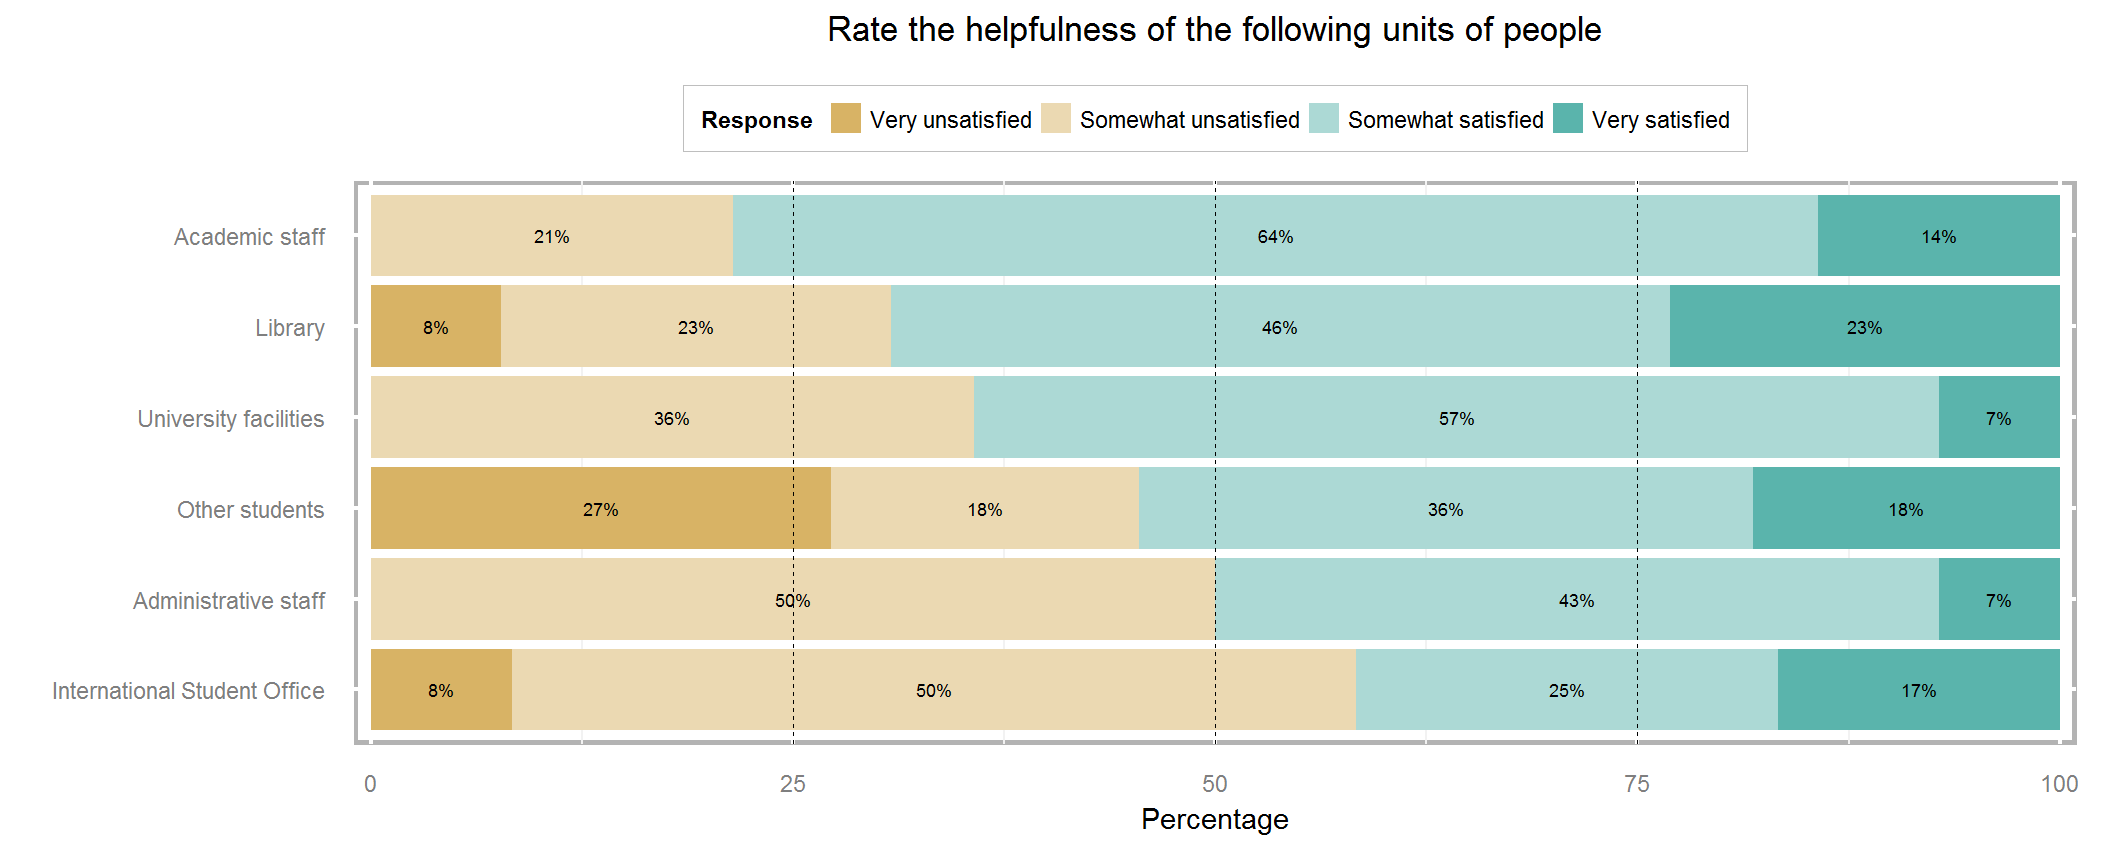 Rate the helpfulness of the following units of people
Response Very unsatisfied Somewhat unsatisfied Somewhat satisfied Very satisfied
Academic staff 21% 64% 14%
Library 8% 23% 46% 23%
University facilities 36% 57% 7%
Other students 27% 18% 36% 18%
Administrative staff 50% 43% 7%
International Student Office 8% 50% 25% 17%
0 25 50 75 100
Percentage